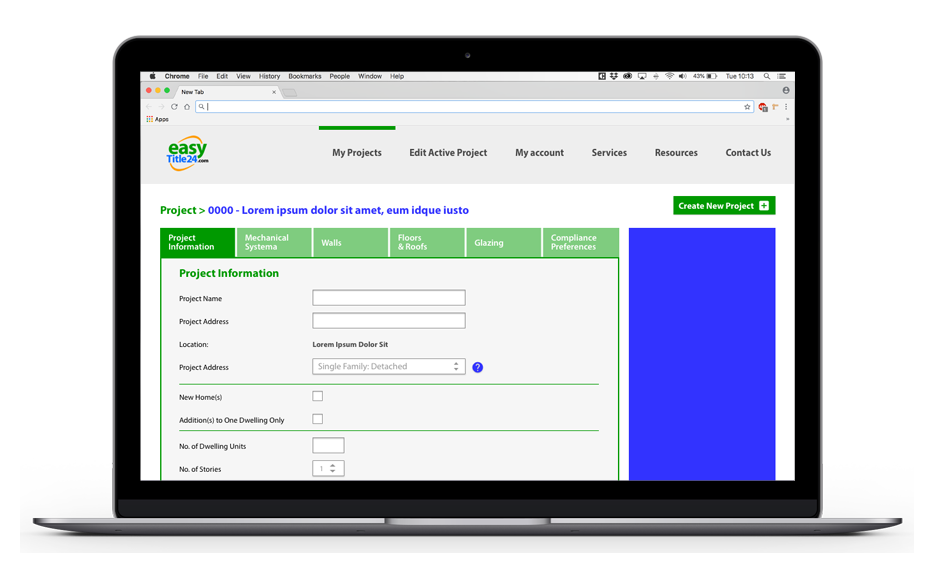 Chrome File Edit View History Bookmarks People Window Help 43% Tue 10:13
New Tab
Apps
easy
Title24.com
My Projects Edit Active Project My account Services Resources Contact Us
Project > 0000 - Lorem ipsum dolor sit amet, eum idque iusto
Create New Project
Project
Information
Mechanical
Systema
Walls
Floors
& Roofs
Glazing
Compliance
Preferences
Project Information
Project Name
Project Address
Location: Lorem Ipsum Dolor Sit
Project Address Single Family: Detached ?
New Home(s)
Addition(s) to One Dwelling Only
No. of Dwelling Units
No. of Stories 1